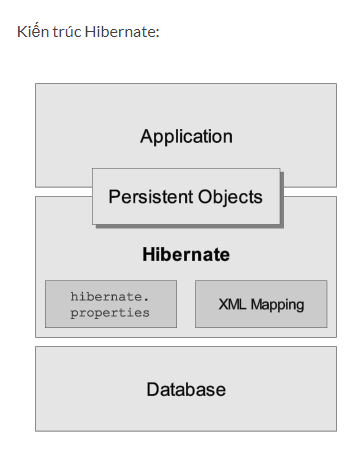 Kiến trúc Hibernate:
Application
Persistent Objects
Hibernate
hibernate.
properties
XML Mapping
Database